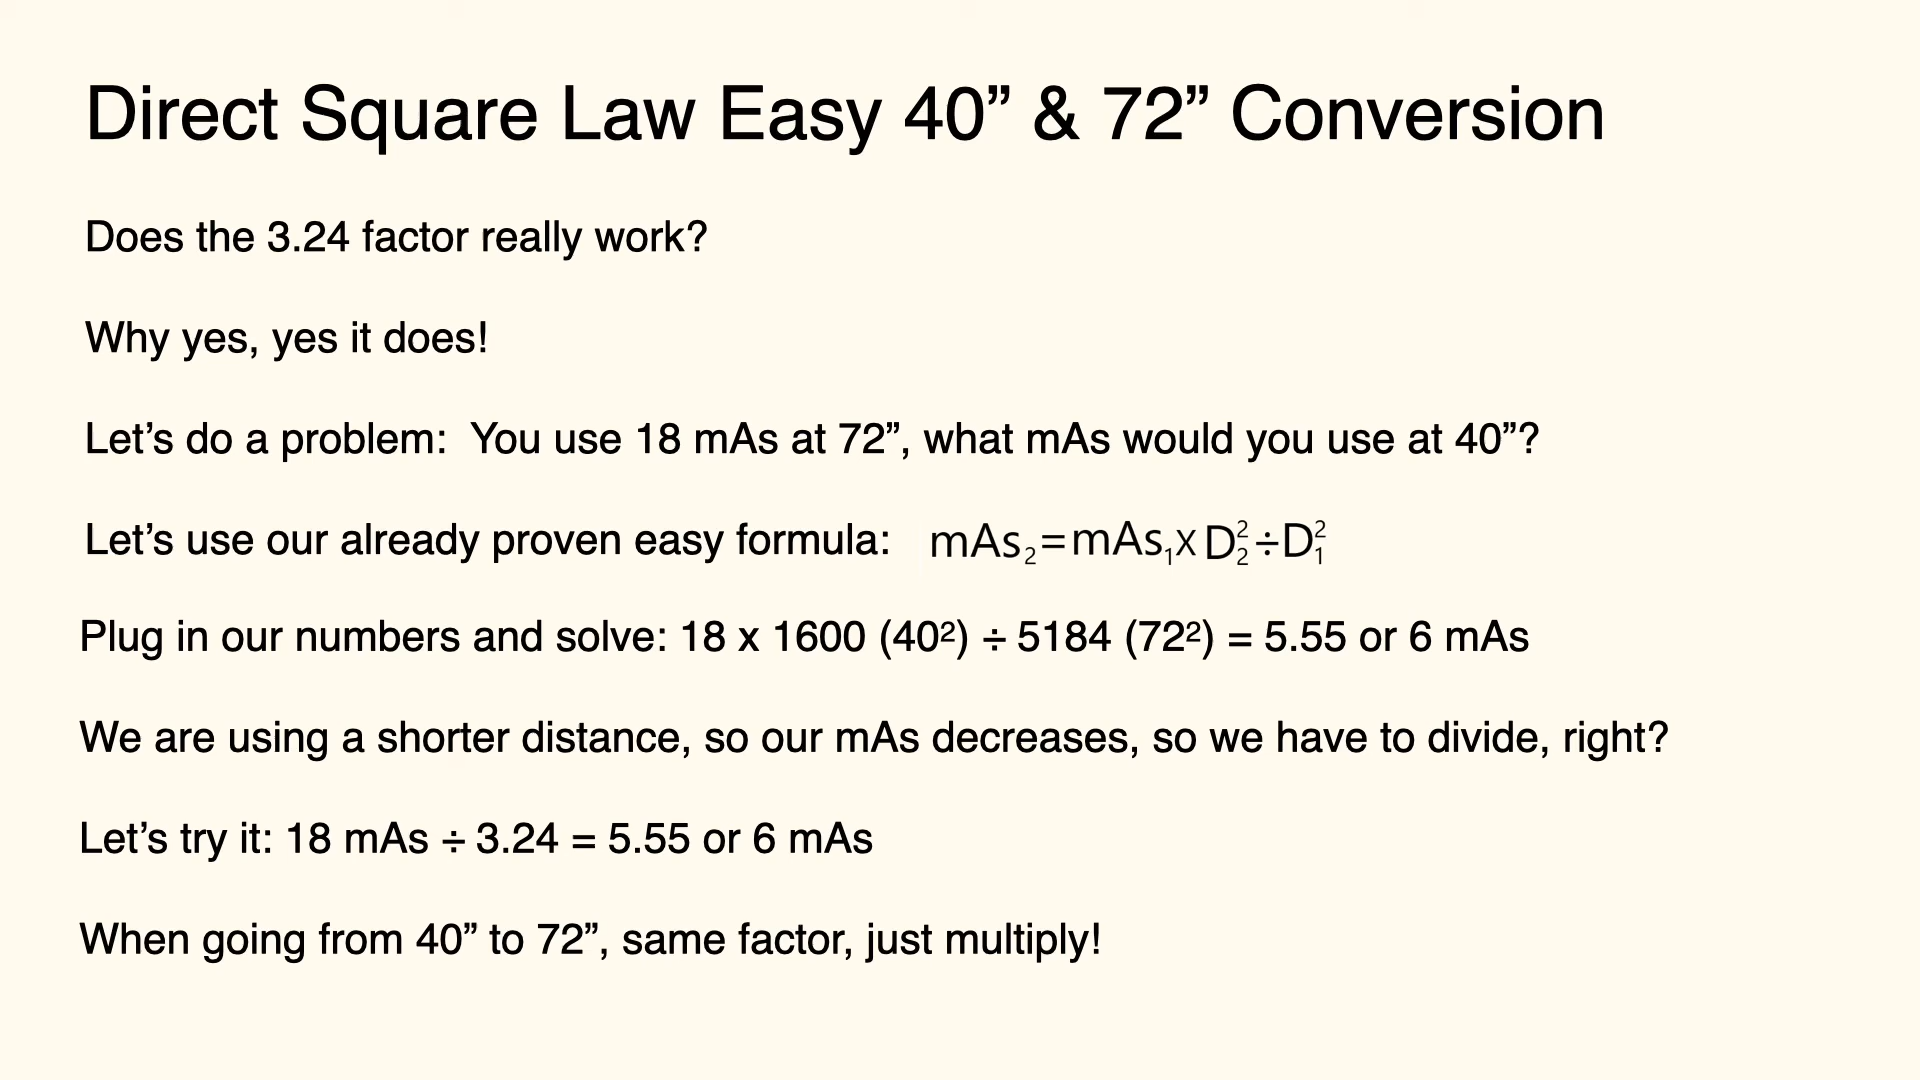 Direct Square Law Easy 40” & 72” Conversion
Does the 3.24 factor really work?
Why yes, yes it does!
Let’s do a problem:  You use 18 mAs at 72”, what mAs would you use at 40”?
Let’s use our already proven easy formula: mAs₂=mAs₁x D₂²÷D₁²
Plug in our numbers and solve: 18 x 1600 (40²) ÷ 5184 (72²) = 5.55 or 6 mAs
We are using a shorter distance, so our mAs decreases, so we have to divide, right?
Let’s try it: 18 mAs ÷ 3.24 = 5.55 or 6 mAs
When going from 40” to 72”, same factor, just multiply!